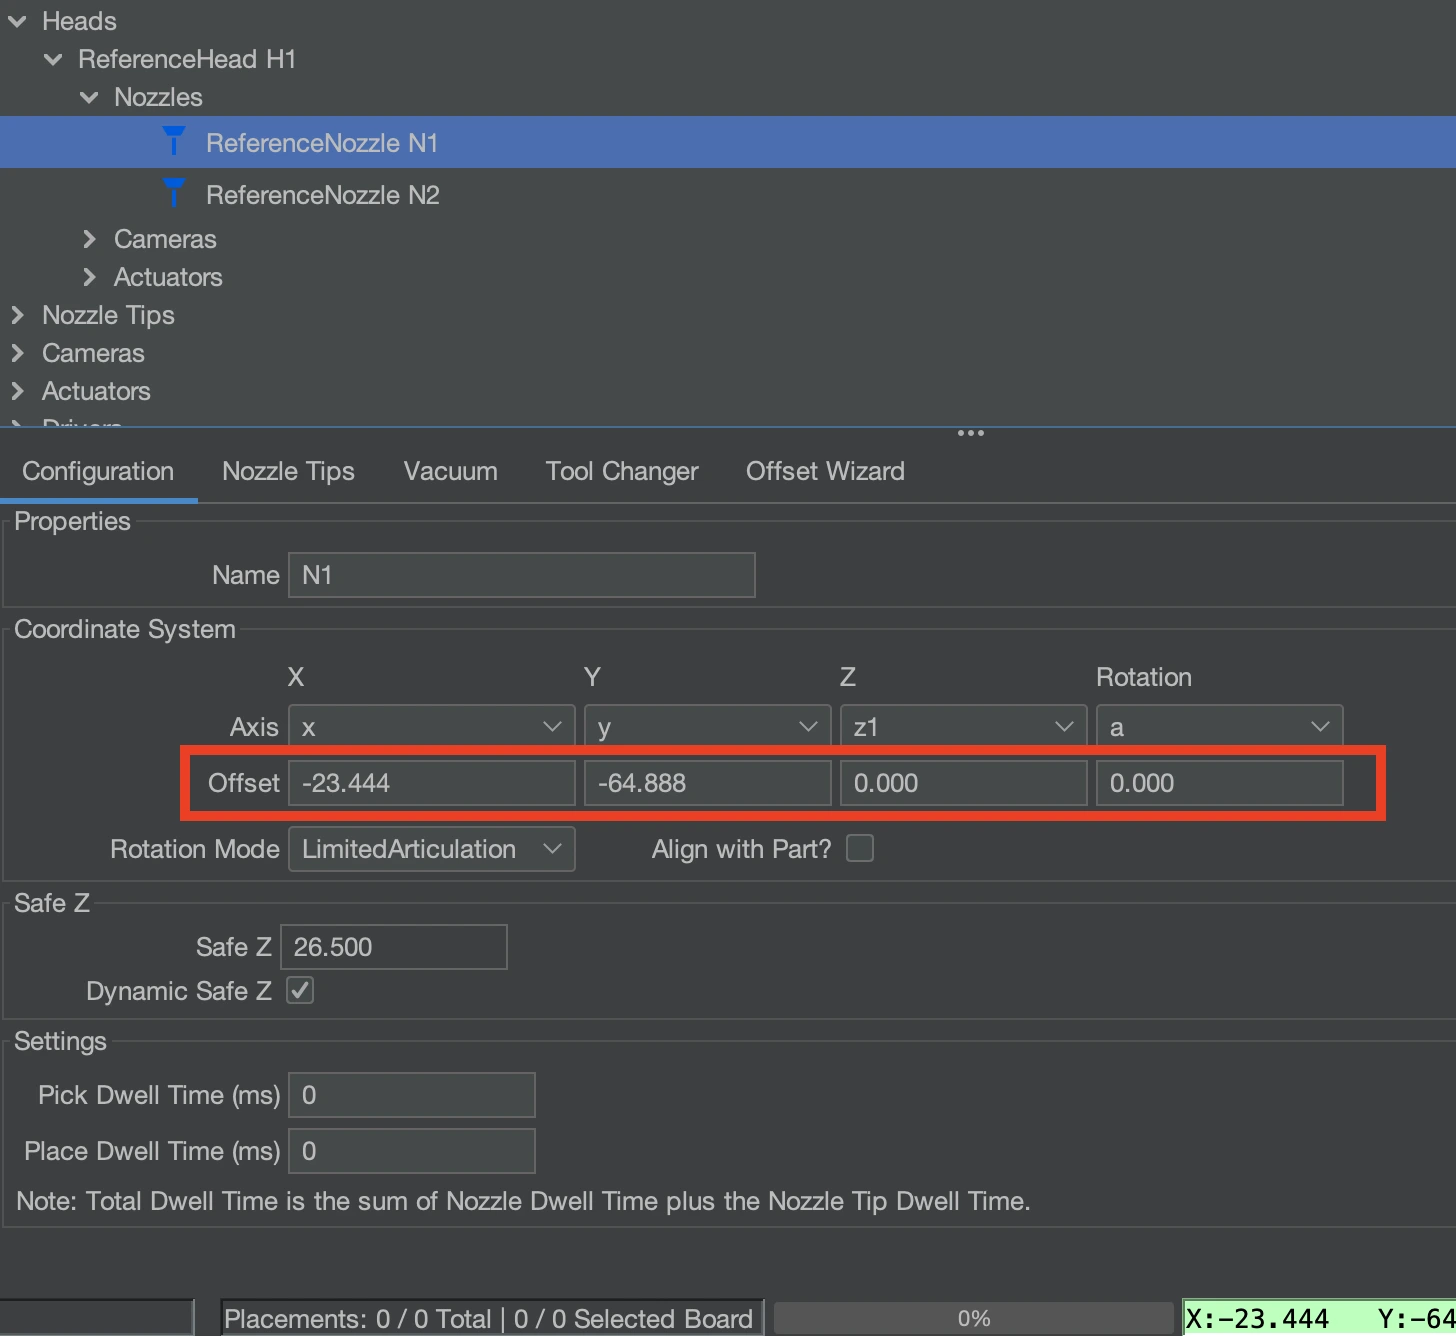 Heads
ReferenceHead H1
Nozzles
ReferenceNozzle N1
ReferenceNozzle N2
Cameras
Actuators
Nozzle Tips
Cameras
Actuators
Drivers
Configuration Nozzle Tips Vacuum Tool Changer Offset Wizard
Properties
Name N1
Coordinate System
X Y Z Rotation
Axis x y z1 a
Offset -23.444 -64.888 0.000 0.000
Rotation Mode LimitedArticulation Align with Part?
Safe Z
Safe Z 26.500
Dynamic Safe Z
Settings
Pick Dwell Time (ms) 0
Place Dwell Time (ms) 0
Note: Total Dwell Time is the sum of Nozzle Dwell Time plus the Nozzle Tip Dwell Time.
Placements: 0 / 0 Total | 0 / 0 Selected Board 0% X:-23.444 Y:-64